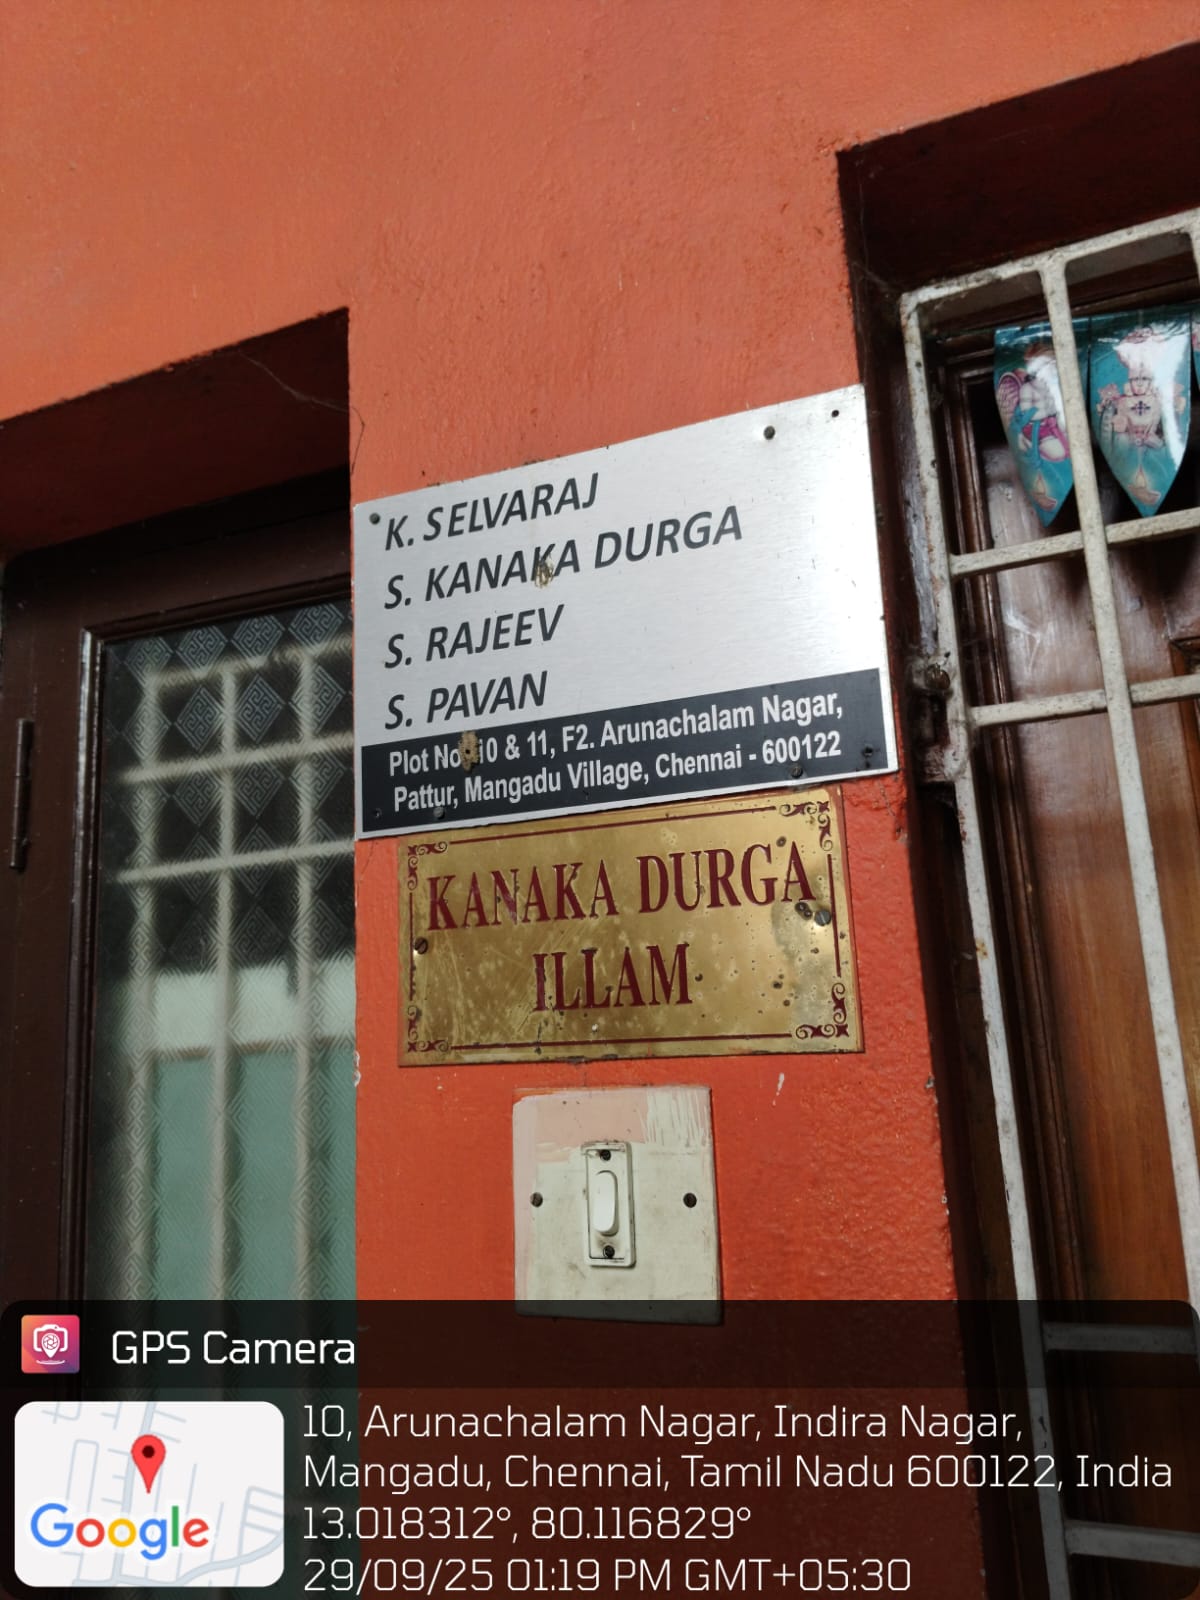 K. SELVARAJ
S. KANAKA DURGA
S. RAJEEV
S. PAVAN
Plot No. 10 & 11, F2. Arunachalam Nagar,
Pattur, Mangadu Village, Chennai - 600122
KANAKA DURGA
ILLAM
GPS Camera
10, Arunachalam Nagar, Indira Nagar,
Mangadu, Chennai, Tamil Nadu 600122, India
13.018312°, 80.116829°
29/09/25 01:19 PM GMT+05:30
Google